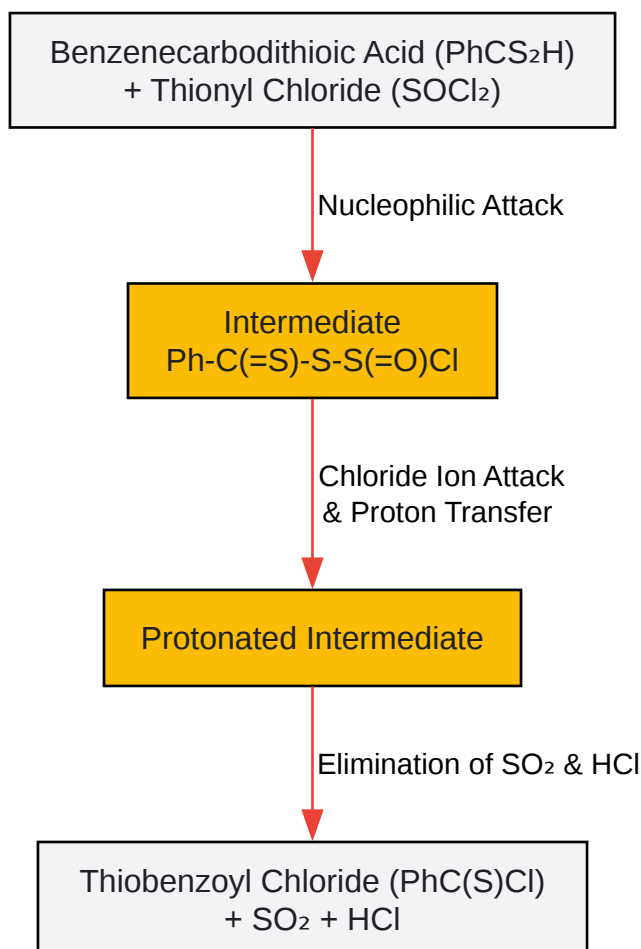 Benzenecarbodithioic Acid (PhCS₂H)
+ Thionyl Chloride (SOCl₂)
Nucleophilic Attack
Intermediate
Ph-C(=S)-S-S(=O)Cl
Chloride Ion Attack
& Proton Transfer
Protonated Intermediate
Elimination of SO₂ & HCl
Thiobenzoyl Chloride (PhC(S)Cl)
+ SO₂ + HCl